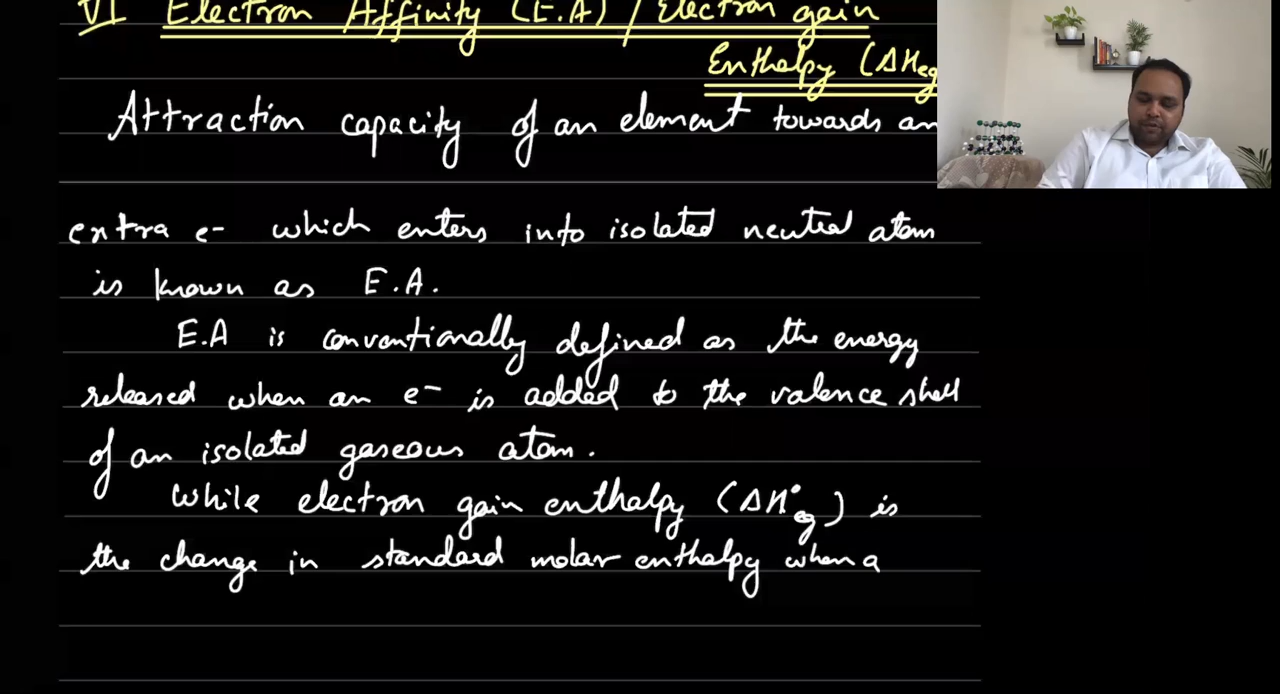 VI Electron Affinity (E.A) / Electron gain
Enthalpy (ΔHeg
Attraction capacity of an element towards an
extra e- which enters into isolated neutral atom
is known as E.A.
E.A is conventionally defined as the energy
released when an e- is added to the valence shell
of an isolated gaseous atom.
While electron gain enthalpy (ΔH°eg) is
the change in standard molar enthalpy when a